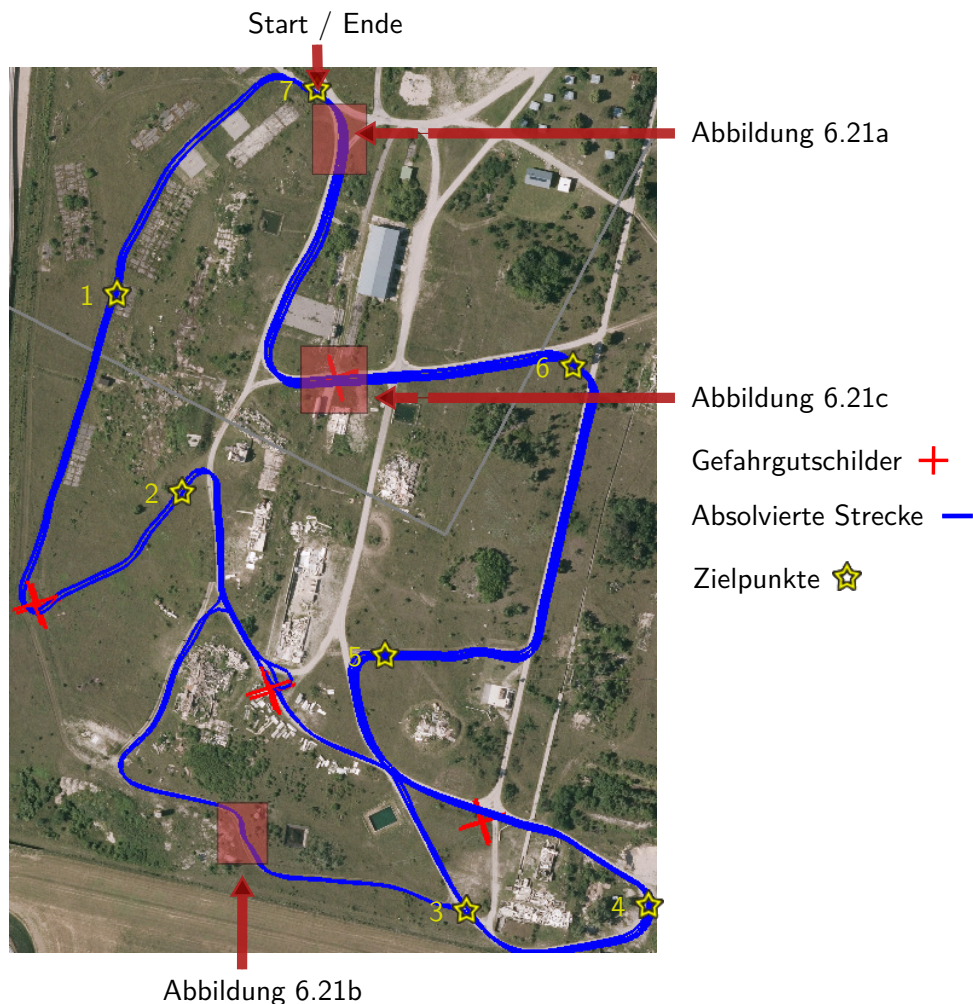 Start / Ende
7
Abbildung 6.21a
1
6
Abbildung 6.21c
Gefahrgutschilder
2
Absolvierte Strecke
Zielpunkte
5
3
4
Abbildung 6.21b